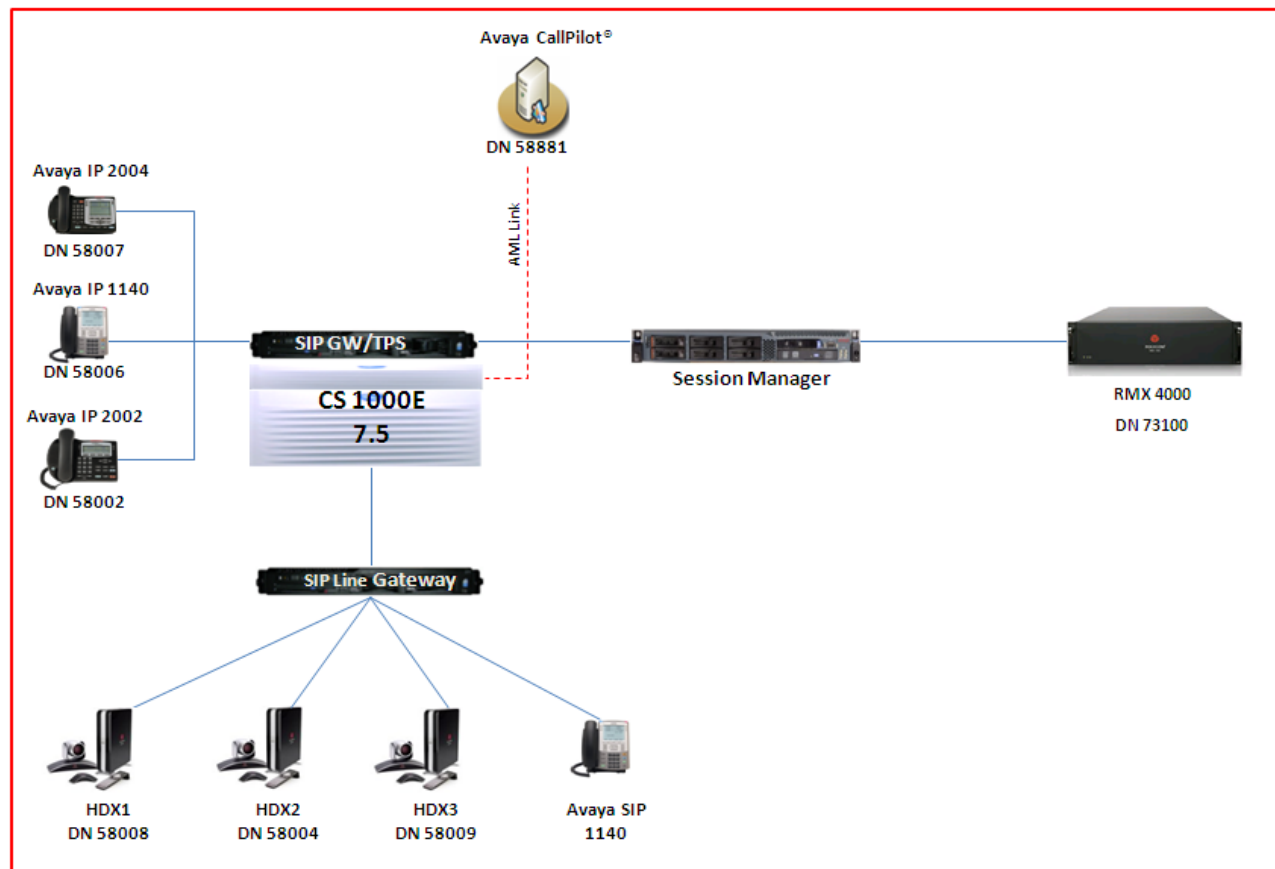 Avaya CallPilot®
DN 58881
AML Link
Avaya IP 2004
DN 58007
Avaya IP 1140
DN 58006
Avaya IP 2002
DN 58002
SIP GW/TPS
CS 1000E
7.5
Session Manager
RMX 4000
DN 73100
SIP Line Gateway
HDX1
DN 58008
HDX2
DN 58004
HDX3
DN 58009
Avaya SIP
1140